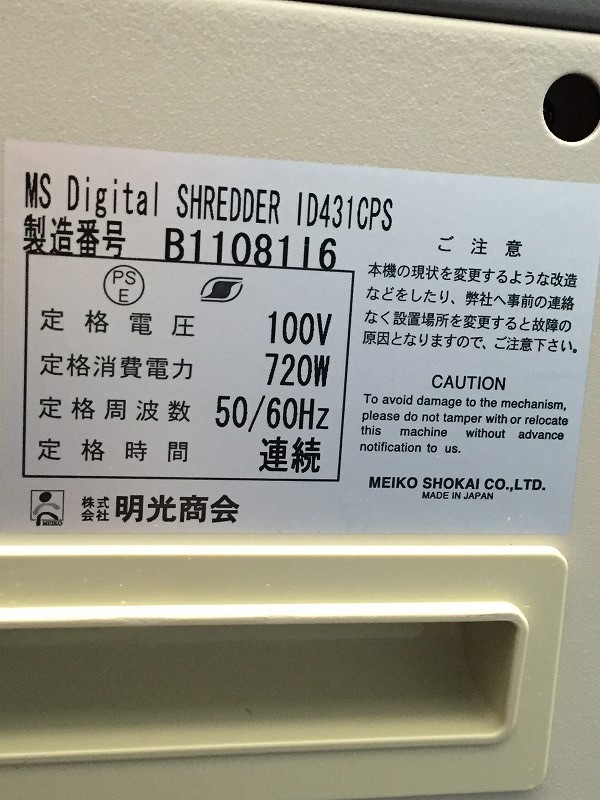 MS Digital SHREDDER ID431CPS
製造番号 B1108116
PS
E
定格電圧 100V
定格消費電力 720W
定格周波数 50/60Hz
定格時間 連続
MEIKO
株式
会社 明光商会
ご注意
本機の現状を変更するような改造
などをしたり、弊社へ事前の連絡
なく設置場所を変更すると故障の
原因となりますので、ご注意下さい。
CAUTION
To avoid damage to the mechanism,
please do not tamper with or relocate
this machine without advance
notification to us.
MEIKO SHOKAI CO.,LTD.
MADE IN JAPAN